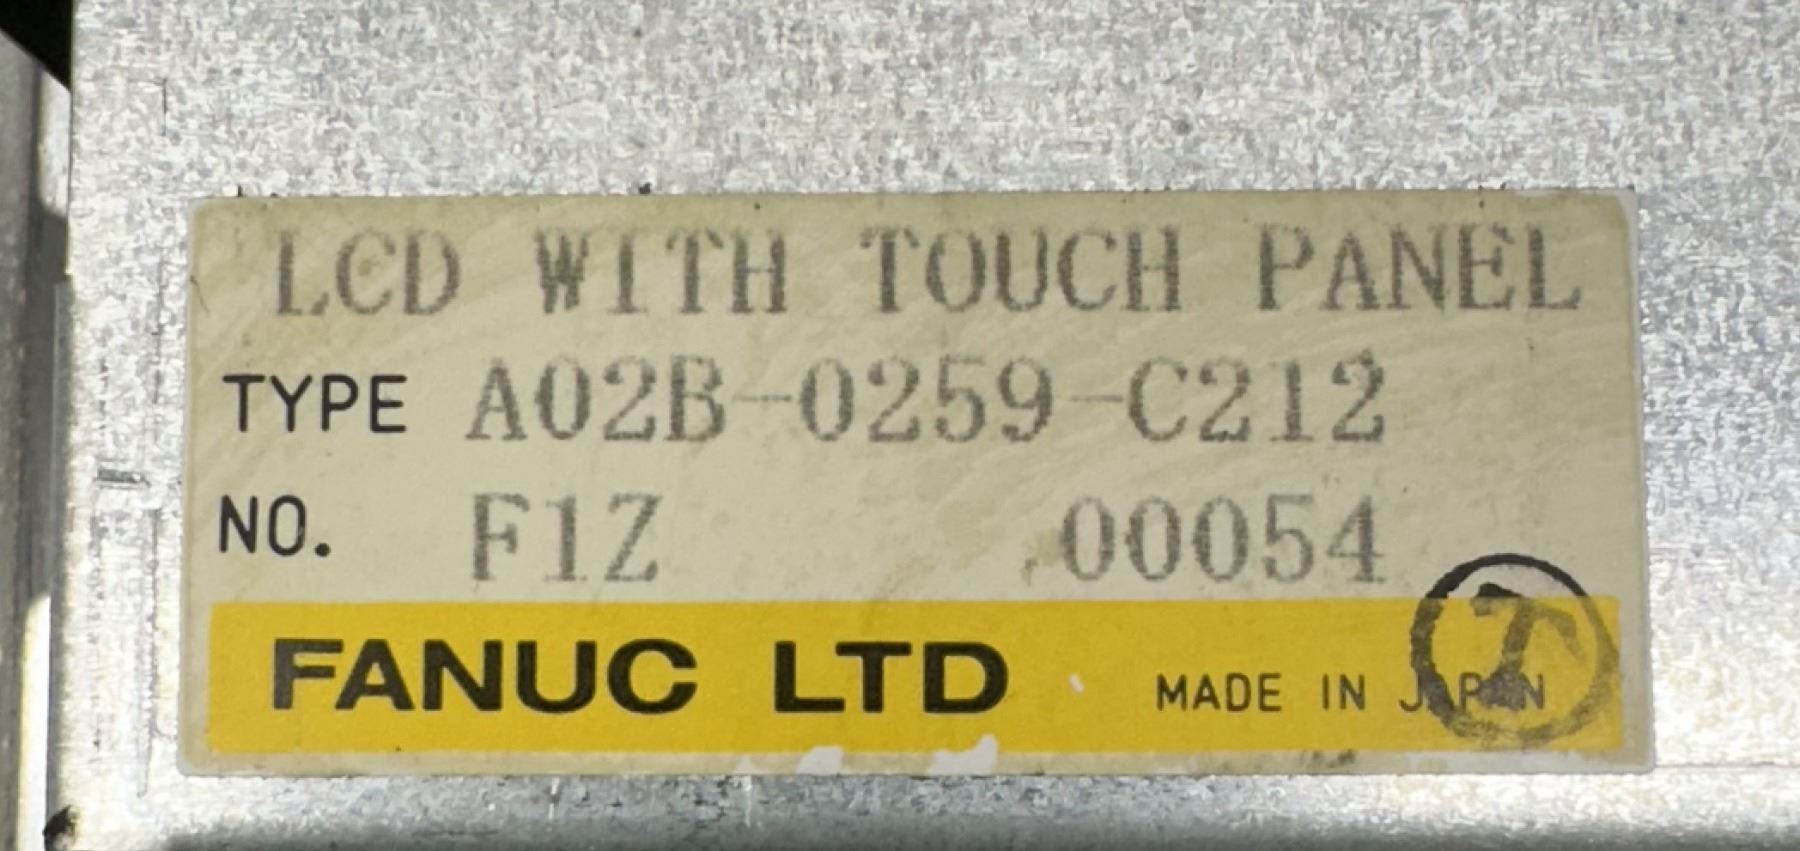 LCD WITH TOUCH PANEL
TYPE A02B-0259-C212
NO. F1Z 00054
FANUC LTD MADE IN JAPAN